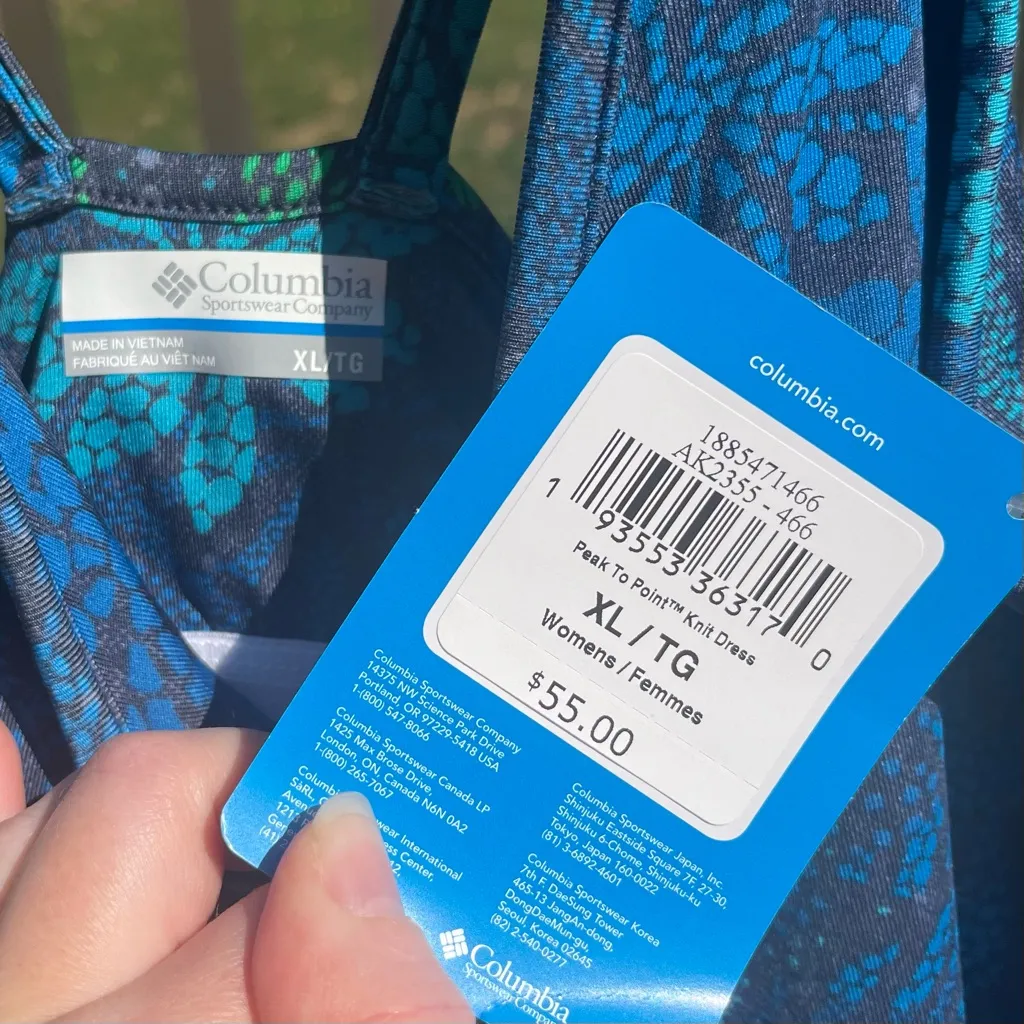 Columbia
Sportswear Company
MADE IN VIETNAM
FABRIQUÉ AU VIÊT NAM
XL/TG
columbia.com
1885471466
AK2355 - 466
1 93553 36317 0
Peak To Point™ Knit Dress
XL / TG
Womens / Femmes
$55.00
Columbia Sportswear Company
14375 NW Science Park Drive
Portland, OR 97229-5418 USA
1-(800) 547-8066
Columbia Sportswear Canada LP
1425 Max Brose Drive,
London, ON, Canada N6N 0A2
1-(800) 265-7067
International
SàRL
Center,
Columbia Sportswear Japan, Inc.
Shinjuku Eastside Square 7F, 27-30,
Shinjuku 6-Chome, Shinjuku-ku
Tokyo, Japan 160-0022
(81) 3-6892-4601
Columbia Sportswear Korea
7th F, DaeSung Tower
465-13 JangAn-dong,
DongDaeMun-gu,
Seoul, Korea 02645
(82) 2-540-0277
Columbia
Sportswear Company